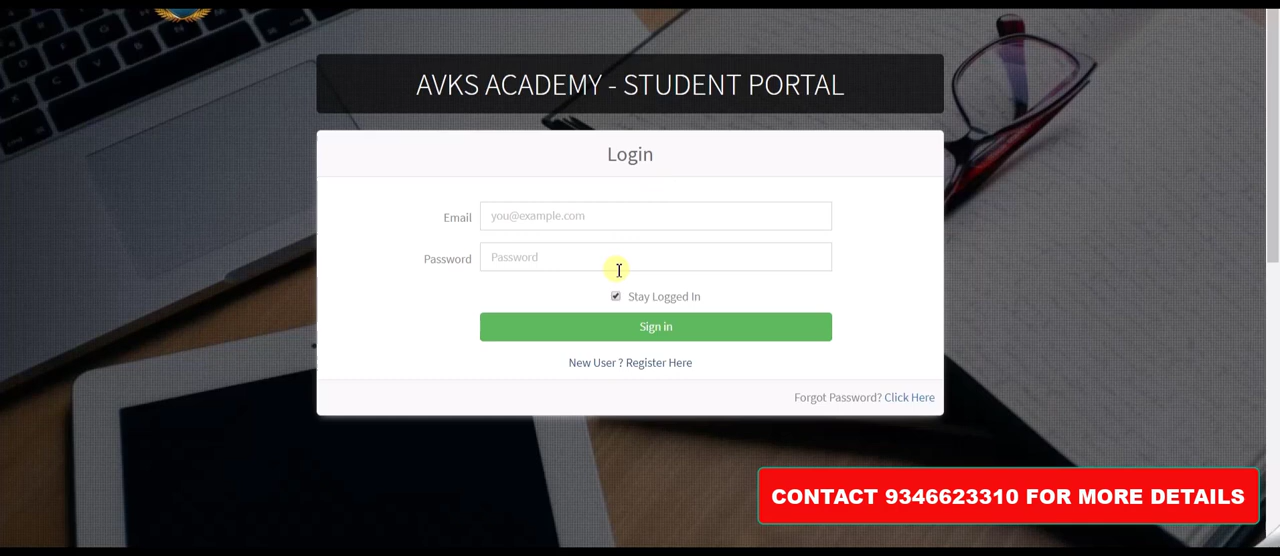 AVKS ACADEMY - STUDENT PORTAL
Login
Email
you@example.com
Password
Password
Stay Logged In
Sign in
New User ? Register Here
Forgot Password? Click Here
CONTACT 9346623310 FOR MORE DETAILS